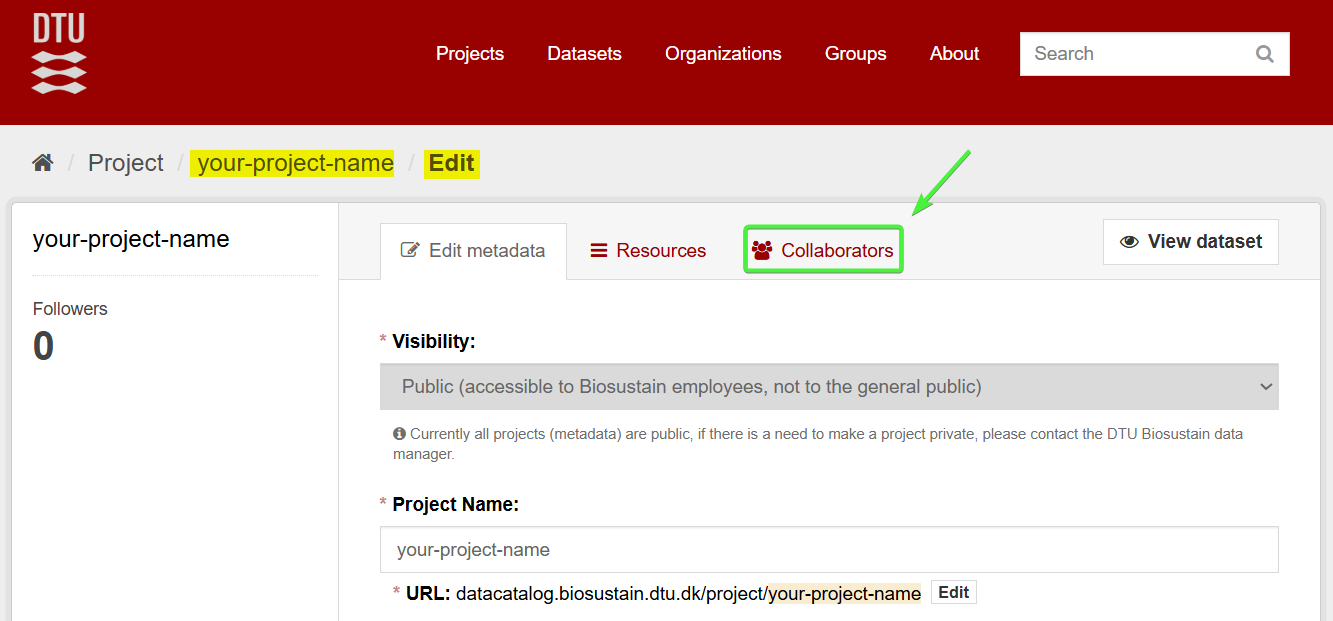 DTU
Projects Datasets Organizations Groups About Search
/ Project / your-project-name / Edit
your-project-name
Edit metadata Resources Collaborators View dataset
Followers
0
* Visibility:
Public (accessible to Biosustain employees, not to the general public)
Currently all projects (metadata) are public, if there is a need to make a project private, please contact the DTU Biosustain data
manager.
* Project Name:
your-project-name
* URL: datacatalog.biosustain.dtu.dk/project/your-project-name Edit